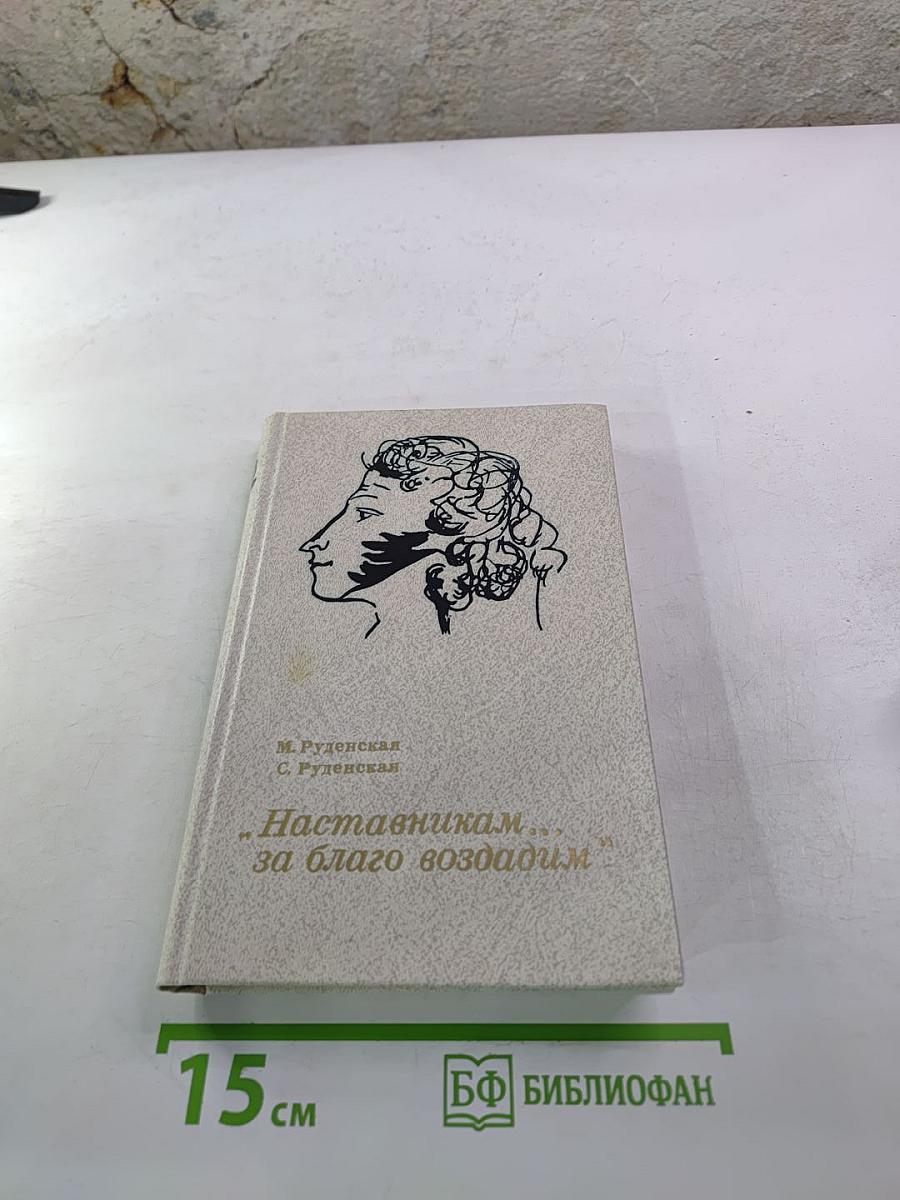 М. Руденская
С. Руденская
„Наставникам...
за благо воздадим”
15 см
БФ БИБЛИОФАН